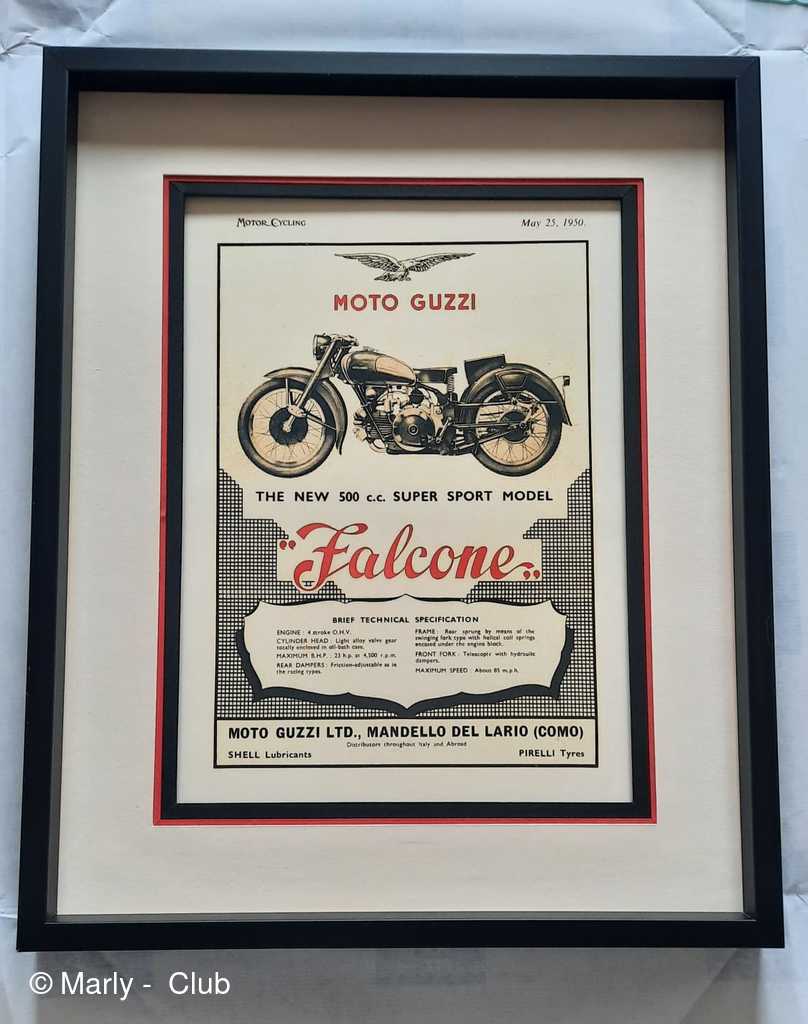 MOTOR CYCLING
May 25, 1950.
MOTO GUZZI
THE NEW 500 c.c. SUPER SPORT MODEL
"Falcone"
BRIEF TECHNICAL SPECIFICATION
ENGINE : 4 stroke O.H.V.
CYLINDER HEAD : Light alloy valve gear
totally enclosed in oil-bath case.
MAXIMUM B.H.P. : 23 h.p. at 4,500 r.p.m.
REAR DAMPERS : Friction-adjustable as in
the racing types.
FRAME : Rear sprung by means of the
swinging fork type with helical coil springs
encased under the engine block.
FRONT FORK : Telescopic with hydraulic
dampers.
MAXIMUM SPEED : About 85 m.p.h.
MOTO GUZZI LTD., MANDELLO DEL LARIO (COMO)
Distributors throughout Italy and Abroad
SHELL Lubricants
PIRELLI Tyres
© Marly - Club